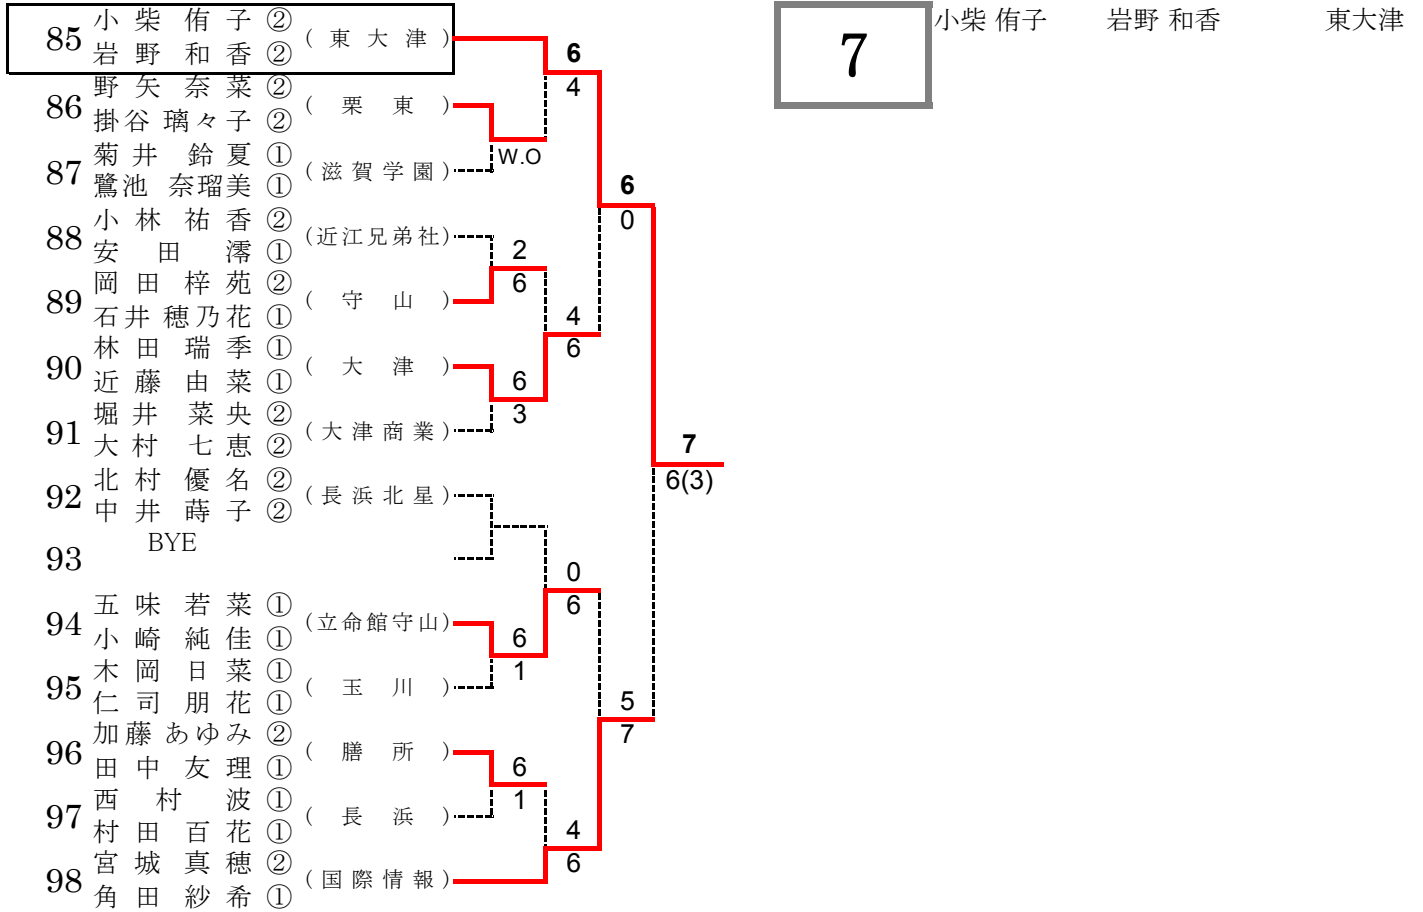 85 小柴 侑子 ② (東大津)
岩野 和香 ②
6
4
86 野矢 奈菜 ② (栗東)
掛谷 璃々子 ②
W.O
87 菊井 鈴夏 ① (滋賀学園)
鷺池 奈瑠美 ①
6
0
88 小林 祐香 ② (近江兄弟社)
安田 澪 ①
2
6
89 岡田 梓苑 ② (守山)
石井 穂乃花 ①
4
6
90 林田 瑞季 ① (大津)
近藤 由菜 ①
6
3
91 堀井 菜央 ② (大津商業)
大村 七恵 ②
7
6(3)
92 北村 優名 ② (長浜北星)
中井 蒔子 ②
93 BYE
0
6
94 五味 若菜 ① (立命館守山)
小崎 純佳 ①
6
1
95 木岡 日菜 ① (玉川)
仁司 朋花 ①
5
7
96 加藤 あゆみ ② (膳所)
田中 友理 ①
6
1
97 西村 波 ① (長浜)
村田 百花 ①
4
6
98 宮城 真穂 ② (国際情報)
角田 紗希 ①
7 小柴 侑子 岩野 和香 東大津